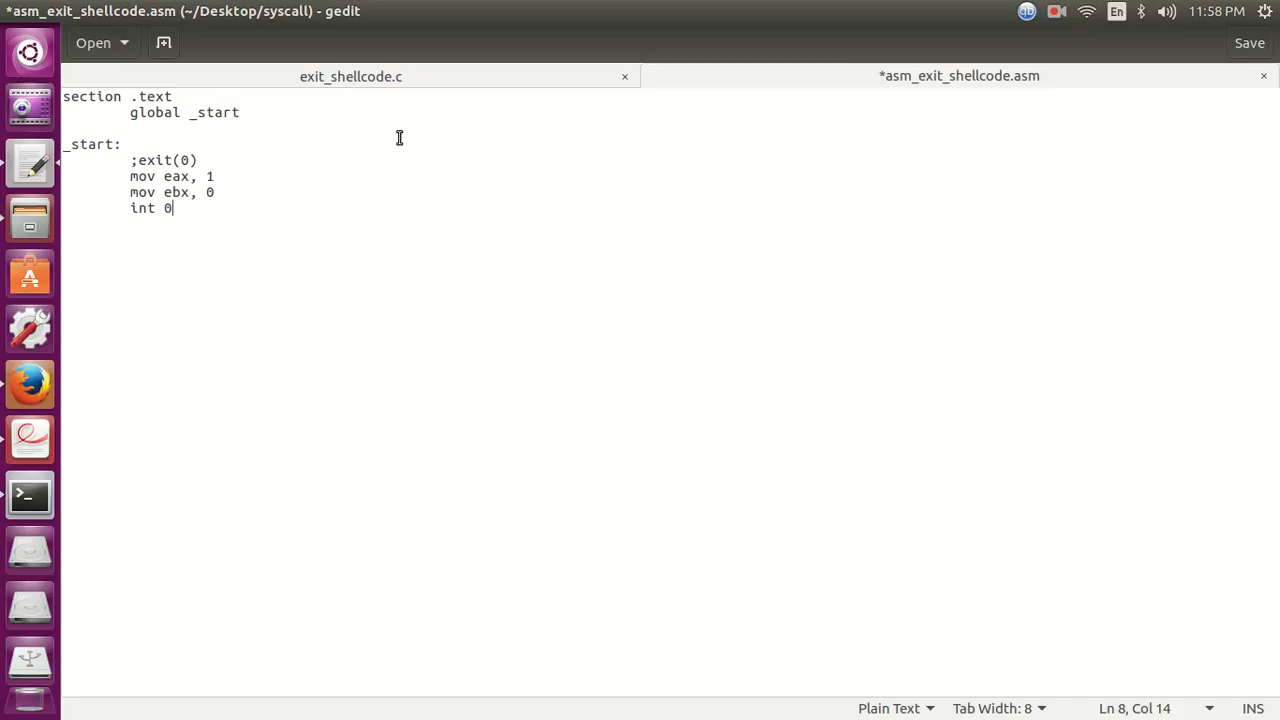 *asm_exit_shellcode.asm (~/Desktop/syscall) - gedit
En
11:58 PM
Open
Save
exit_shellcode.c
*asm_exit_shellcode.asm
section .text
global _start
_start:
;exit(0)
mov eax, 1
mov ebx, 0
int 0
Plain Text
Tab Width: 8
Ln 8, Col 14
INS